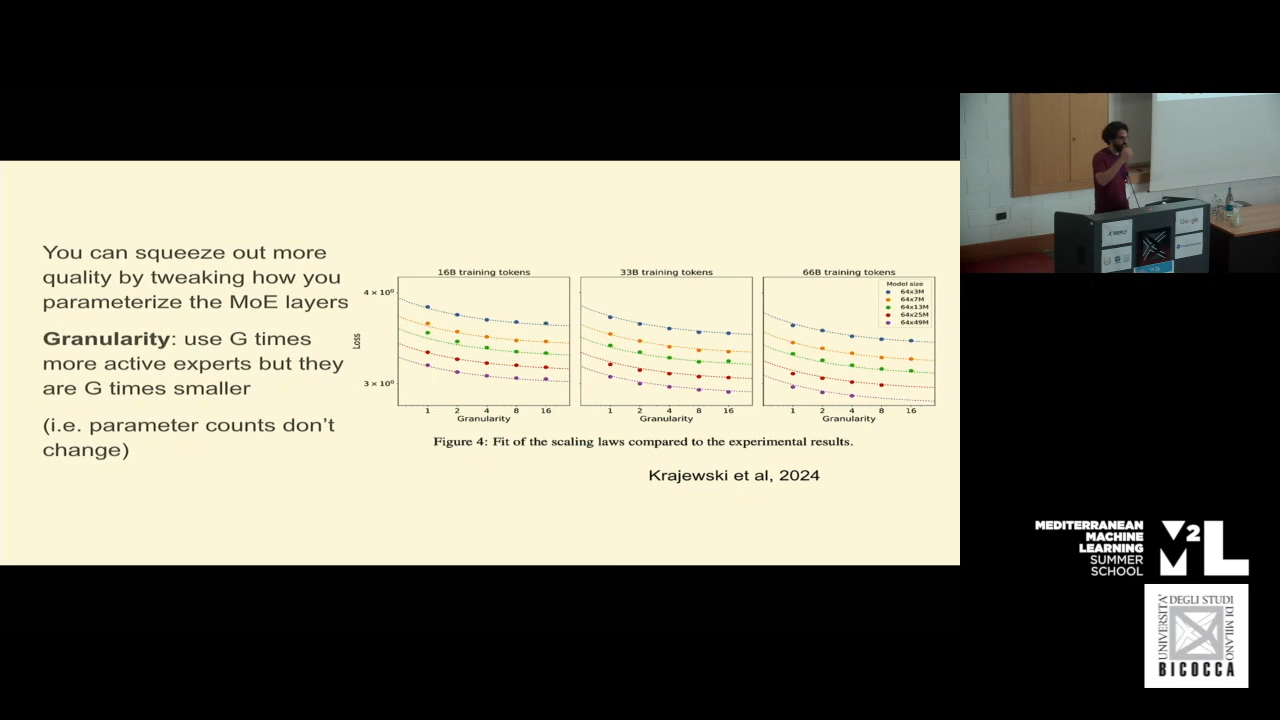 You can squeeze out more
quality by tweaking how you
parameterize the MoE layers
Granularity: use G times
more active experts but they
are G times smaller
(i.e. parameter counts don't
change)
16B training tokens
33B training tokens
66B training tokens
Loss
4 × 10⁰
3 × 10⁰
Model size
64x3M
64x7M
64x13M
64x25M
64x49M
1 2 4 8 16
1 2 4 8 16
1 2 4 8 16
Granularity
Granularity
Granularity
Figure 4: Fit of the scaling laws compared to the experimental results.
Krajewski et al, 2024
REPLY
Google
MEDITERRANEAN
MACHINE
LEARNING
SUMMER
SCHOOL
M2L
UNIVERSITÀ
DEGLI STUDI
DI MILANO
BICOCCA